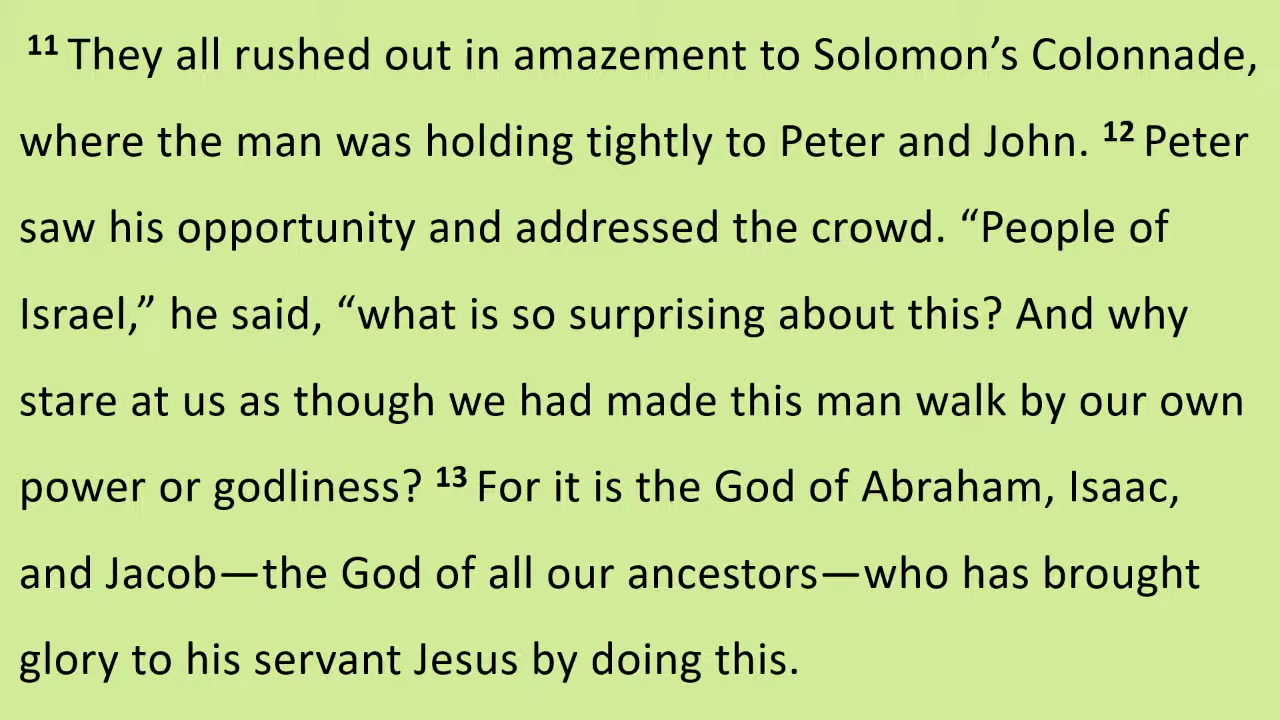 11 They all rushed out in amazement to Solomon’s Colonnade,
where the man was holding tightly to Peter and John. 12 Peter
saw his opportunity and addressed the crowd. “People of
Israel,” he said, “what is so surprising about this? And why
stare at us as though we had made this man walk by our own
power or godliness? 13 For it is the God of Abraham, Isaac,
and Jacob—the God of all our ancestors—who has brought
glory to his servant Jesus by doing this.